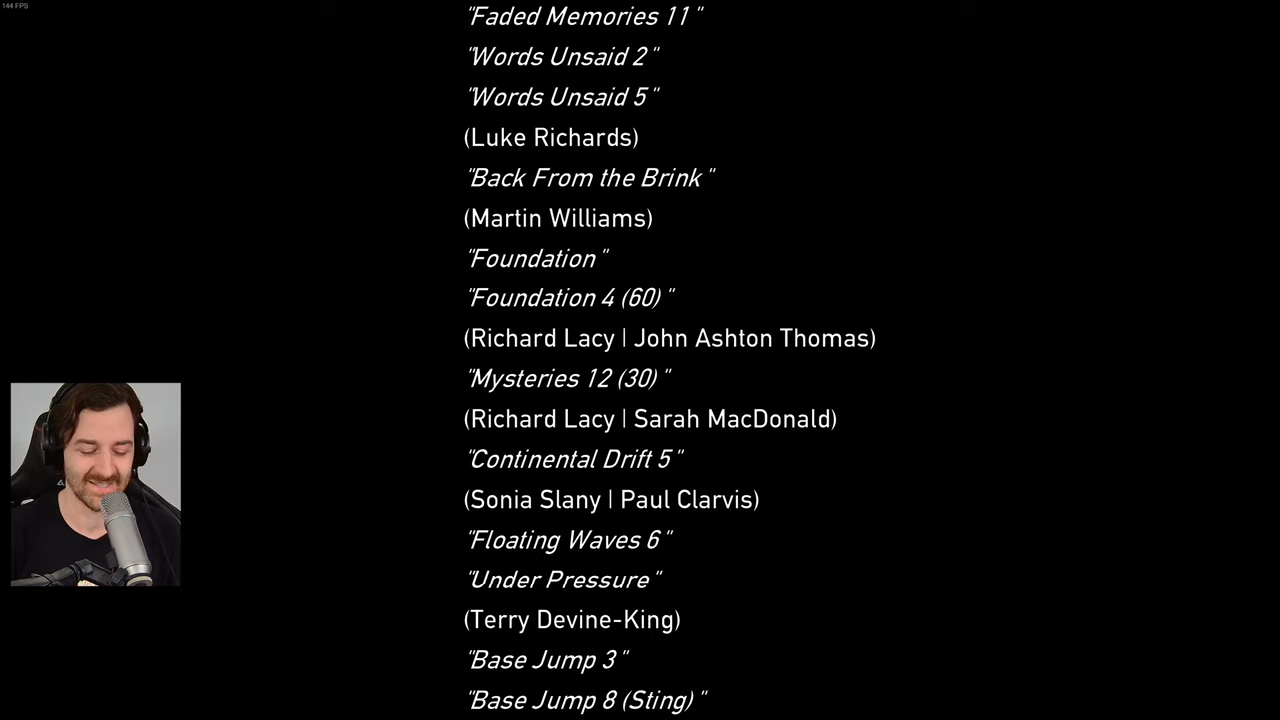 144 FPS
"Faded Memories 11"
"Words Unsaid 2"
"Words Unsaid 5"
(Luke Richards)
"Back From the Brink"
(Martin Williams)
"Foundation"
"Foundation 4 (60)"
(Richard Lacy | John Ashton Thomas)
"Mysteries 12 (30)"
(Richard Lacy | Sarah MacDonald)
"Continental Drift 5"
(Sonia Slany | Paul Clarvis)
"Floating Waves 6"
"Under Pressure"
(Terry Devine-King)
"Base Jump 3"
"Base Jump 8 (Sting)"